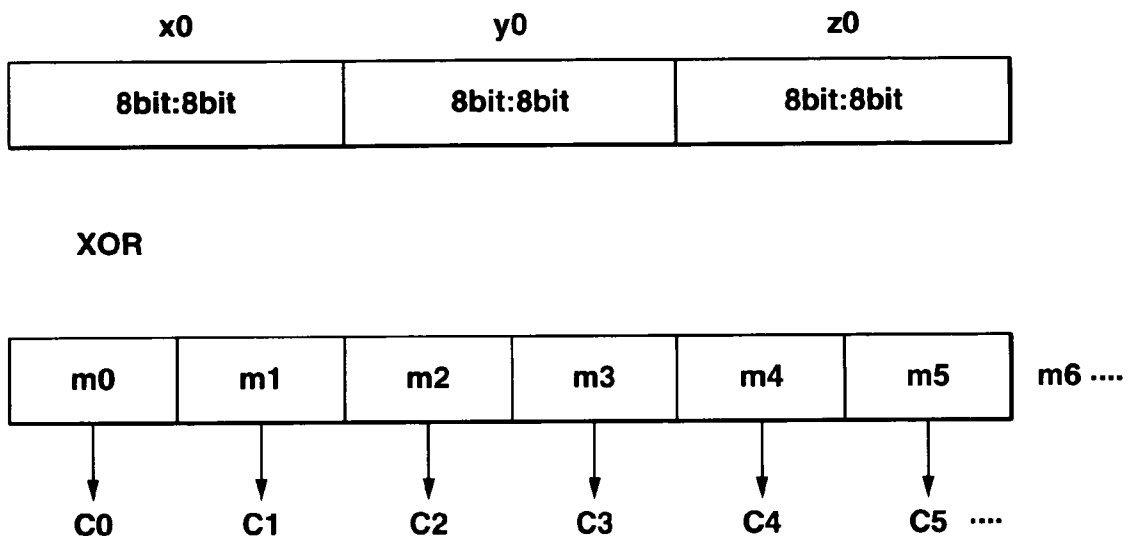 x0 y0 z0
8bit:8bit 8bit:8bit 8bit:8bit
XOR
m0 m1 m2 m3 m4 m5 m6 ....
C0 C1 C2 C3 C4 C5 ....